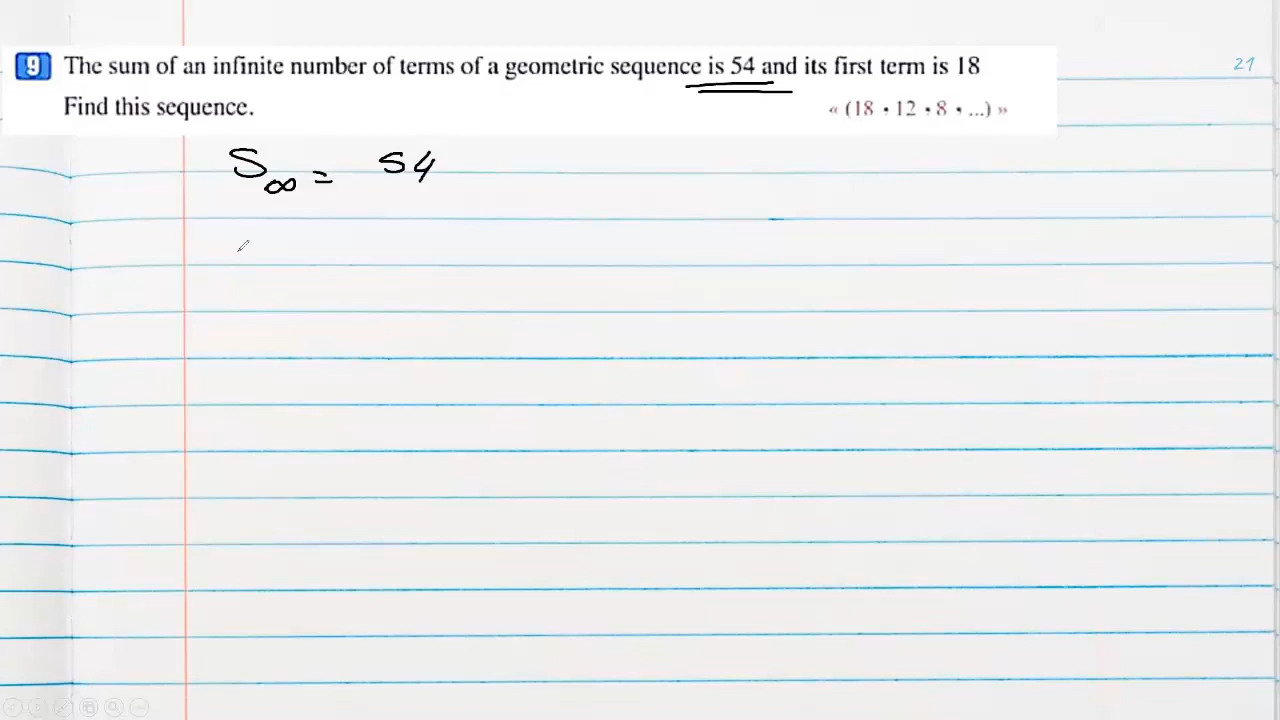 9 The sum of an infinite number of terms of a geometric sequence is 54 and its first term is 18
21
Find this sequence.
« (18 , 12 , 8 , ...) »
S∞ = 54